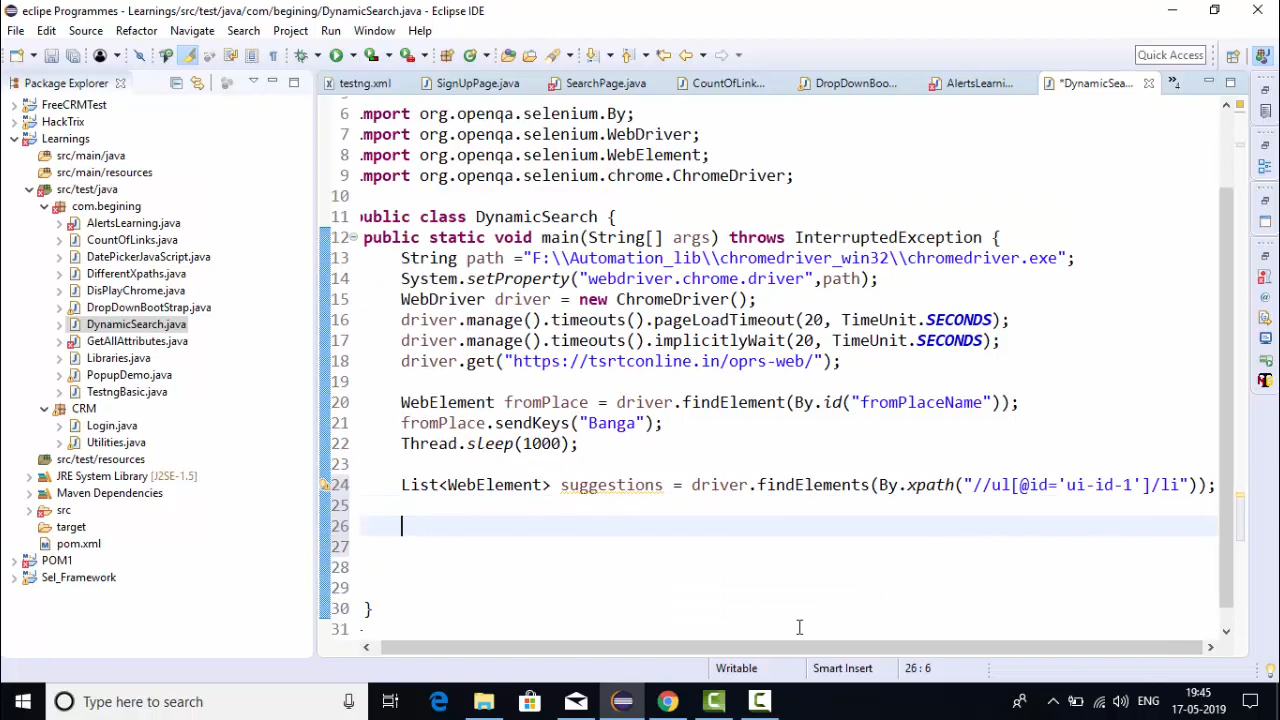 eclipe Programmes - Learnings/src/test/java/com/begining/DynamicSearch.java - Eclipse IDE
File Edit Source Refactor Navigate Search Project Run Window Help
Quick Access
Package Explorer
testng.xml SignUpPage.java SearchPage.java CountOfLink... DropDownBoo... AlertsLearni... *DynamicSea... 4
FreeCRMTest
HackTrix
Learnings
src/main/java
src/main/resources
src/test/java
com.begining
AlertsLearning.java
CountOfLinks.java
DatePickerJavaScript.java
DifferentXpaths.java
DisPlayChrome.java
DropDownBootStrap.java
DynamicSearch.java
GetAllAttributes.java
Libraries.java
PopupDemo.java
TestngBasic.java
CRM
Login.java
Utilities.java
src/test/resources
JRE System Library [J2SE-1.5]
Maven Dependencies
src
target
pom.xml
POM1
Sel_Framework
6 mport org.openqa.selenium.By;
7 mport org.openqa.selenium.WebDriver;
8 mport org.openqa.selenium.WebElement;
9 mport org.openqa.selenium.chrome.ChromeDriver;
10
11 public class DynamicSearch {
12 public static void main(String[] args) throws InterruptedException {
13 String path ="F:\\Automation_lib\\chromedriver_win32\\chromedriver.exe";
14 System.setProperty("webdriver.chrome.driver",path);
15 WebDriver driver = new ChromeDriver();
16 driver.manage().timeouts().pageLoadTimeout(20, TimeUnit.SECONDS);
17 driver.manage().timeouts().implicitlyWait(20, TimeUnit.SECONDS);
18 driver.get("https://tsrtconline.in/oprs-web/");
19
20 WebElement fromPlace = driver.findElement(By.id("fromPlaceName"));
21 fromPlace.sendKeys("Banga");
22 Thread.sleep(1000);
23
24 List<WebElement> suggestions = driver.findElements(By.xpath("//ul[@id='ui-id-1']/li"));
25
26
27
28
29
30 }
31
Writable Smart Insert 26 : 6
Type here to search
ENG
19:45
17-05-2019